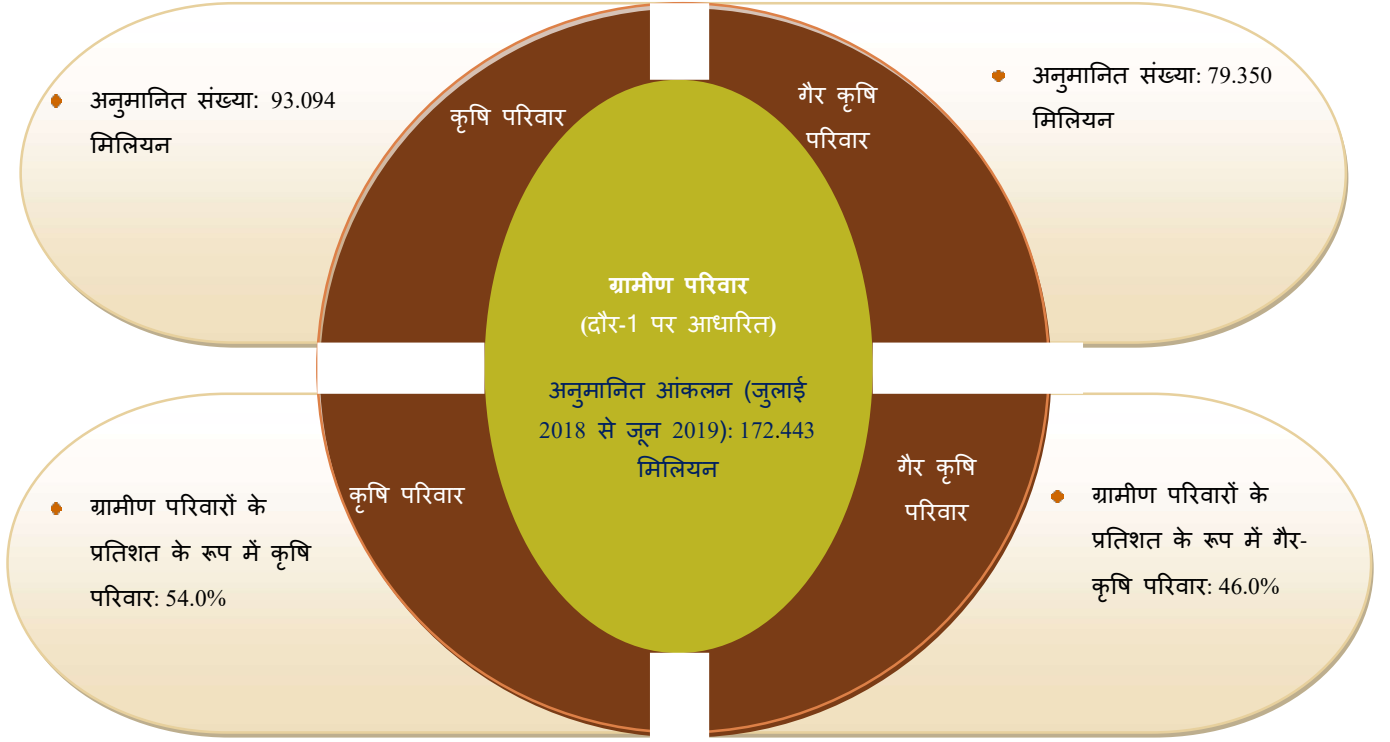 अनुमानित संख्या: 93.094
मिलियन
कृषि परिवार
गैर कृषि
परिवार
अनुमानित संख्या: 79.350
मिलियन
ग्रामीण परिवार
(दौर-1 पर आधारित)
अनुमानित आंकलन (जुलाई
2018 से जून 2019): 172.443
मिलियन
ग्रामीण परिवारों के
प्रतिशत के रूप में कृषि
परिवार: 54.0%
कृषि परिवार
गैर कृषि
परिवार
ग्रामीण परिवारों के
प्रतिशत के रूप में गैर-
कृषि परिवार: 46.0%